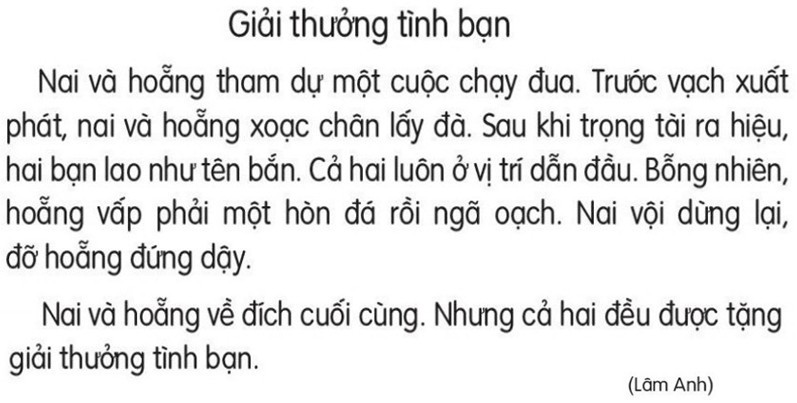 Giải thưởng tình bạn
Nai và hoẵng tham dự một cuộc chạy đua. Trước vạch xuất
phát, nai và hoẵng xoạc chân lấy đà. Sau khi trọng tài ra hiệu,
hai bạn lao như tên bắn. Cả hai luôn ở vị trí dẫn đầu. Bỗng nhiên,
hoẵng vấp phải một hòn đá rồi ngã oạch. Nai vội dừng lại,
đỡ hoẵng đứng dậy.
Nai và hoẵng về đích cuối cùng. Nhưng cả hai đều được tặng
giải thưởng tình bạn.
(Lâm Anh)